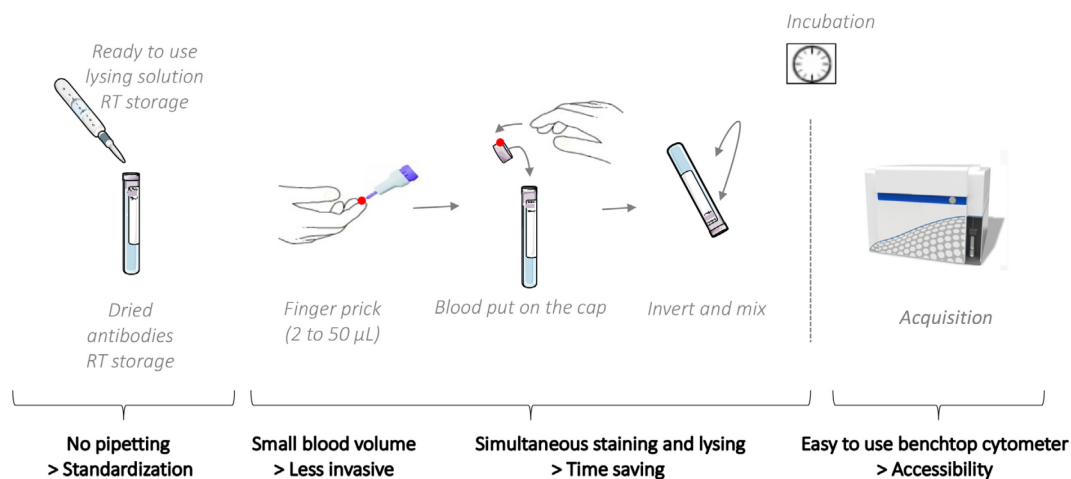 Incubation
Ready to use
lysing solution
RT storage
Dried
antibodies
RT storage
Finger prick
(2 to 50 µL)
Blood put on the cap
Invert and mix
Acquisition
No pipetting
> Standardization
Small blood volume
> Less invasive
Simultaneous staining and lysing
> Time saving
Easy to use benchtop cytometer
> Accessibility